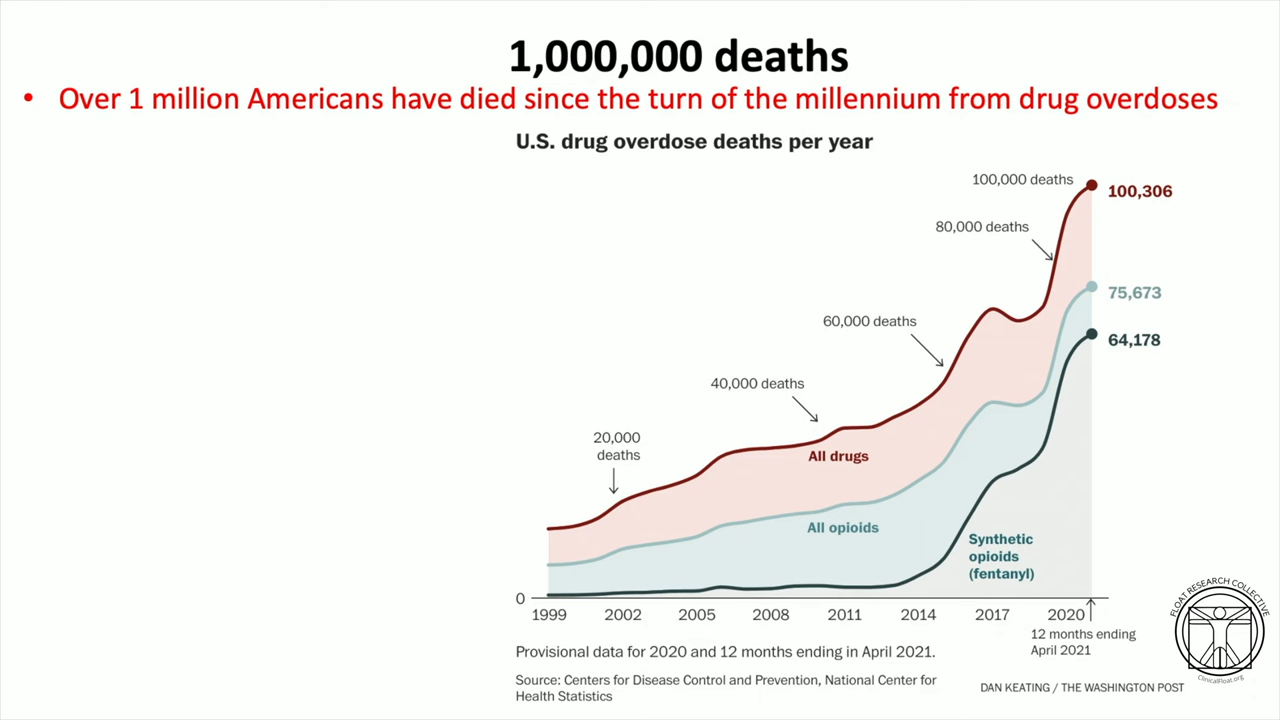 1,000,000 deaths
• Over 1 million Americans have died since the turn of the millennium from drug overdoses
U.S. drug overdose deaths per year
100,000 deaths
100,306
80,000 deaths
75,673
60,000 deaths
64,178
40,000 deaths
20,000
deaths
All drugs
All opioids
Synthetic
opioids
(fentanyl)
0
1999 2002 2005 2008 2011 2014 2017 2020
12 months ending
April 2021
Provisional data for 2020 and 12 months ending in April 2021.
Source: Centers for Disease Control and Prevention, National Center for
Health Statistics
DAN KEATING / THE WASHINGTON POST
FLOAT RESEARCH COLLECTIVE
ClinicalFloat.org